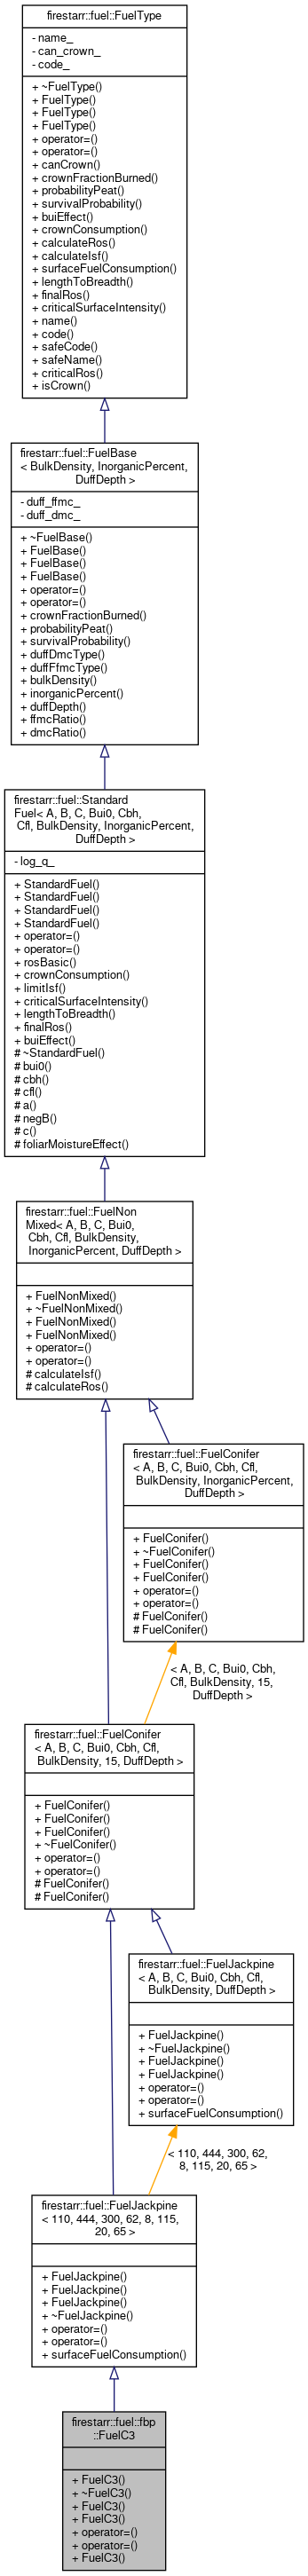 firestarr::fuel::FuelType
- name_
- can_crown_
- code_
+ ~FuelType()
+ FuelType()
+ FuelType()
+ FuelType()
+ operator=()
+ operator=()
+ canCrown()
+ crownFractionBurned()
+ probabilityPeat()
+ survivalProbability()
+ buiEffect()
+ crownConsumption()
+ calculateRos()
+ calculateIsf()
+ surfaceFuelConsumption()
+ lengthToBreadth()
+ finalRos()
+ criticalSurfaceIntensity()
+ name()
+ code()
+ safeCode()
+ safeName()
+ criticalRos()
+ isCrown()
firestarr::fuel::FuelBase
< BulkDensity, InorganicPercent,
DuffDepth >
- duff_ffmc_
- duff_dmc_
+ ~FuelBase()
+ FuelBase()
+ FuelBase()
+ FuelBase()
+ operator=()
+ operator=()
+ crownFractionBurned()
+ probabilityPeat()
+ survivalProbability()
+ duffDmcType()
+ duffFfmcType()
+ bulkDensity()
+ inorganicPercent()
+ duffDepth()
+ ffmcRatio()
+ dmcRatio()
firestarr::fuel::Standard
Fuel< A, B, C, Bui0, Cbh,
Cfl, BulkDensity, InorganicPercent,
DuffDepth >
- log_q_
+ StandardFuel()
+ StandardFuel()
+ StandardFuel()
+ StandardFuel()
+ operator=()
+ operator=()
+ rosBasic()
+ crownConsumption()
+ limitIsf()
+ criticalSurfaceIntensity()
+ lengthToBreadth()
+ finalRos()
+ buiEffect()
# ~StandardFuel()
# bui0()
# cbh()
# cfl()
# a()
# negB()
# c()
# foliarMoistureEffect()
firestarr::fuel::FuelNon
Mixed< A, B, C, Bui0,
Cbh, Cfl, BulkDensity,
InorganicPercent, DuffDepth >
+ FuelNonMixed()
+ ~FuelNonMixed()
+ FuelNonMixed()
+ FuelNonMixed()
+ operator=()
+ operator=()
# calculateIsf()
# calculateRos()
firestarr::fuel::FuelConifer
< A, B, C, Bui0, Cbh, Cfl,
BulkDensity, InorganicPercent,
DuffDepth >
+ FuelConifer()
+ ~FuelConifer()
+ FuelConifer()
+ FuelConifer()
+ operator=()
+ operator=()
# FuelConifer()
# FuelConifer()
< A, B, C, Bui0, Cbh,
Cfl, BulkDensity, 15,
DuffDepth >
firestarr::fuel::FuelConifer
< A, B, C, Bui0, Cbh, Cfl,
BulkDensity, 15, DuffDepth >
+ FuelConifer()
+ FuelConifer()
+ FuelConifer()
+ ~FuelConifer()
+ operator=()
+ operator=()
# FuelConifer()
# FuelConifer()
firestarr::fuel::FuelJackpine
< A, B, C, Bui0, Cbh, Cfl,
BulkDensity, DuffDepth >
+ FuelJackpine()
+ ~FuelJackpine()
+ FuelJackpine()
+ FuelJackpine()
+ operator=()
+ operator=()
+ surfaceFuelConsumption()
< 110, 444, 300, 62,
8, 115, 20, 65 >
firestarr::fuel::FuelJackpine
< 110, 444, 300, 62, 8, 115,
20, 65 >
+ FuelJackpine()
+ FuelJackpine()
+ FuelJackpine()
+ ~FuelJackpine()
+ operator=()
+ operator=()
+ surfaceFuelConsumption()
firestarr::fuel::fbp
::FuelC3
+ FuelC3()
+ ~FuelC3()
+ FuelC3()
+ FuelC3()
+ operator=()
+ operator=()
+ FuelC3()